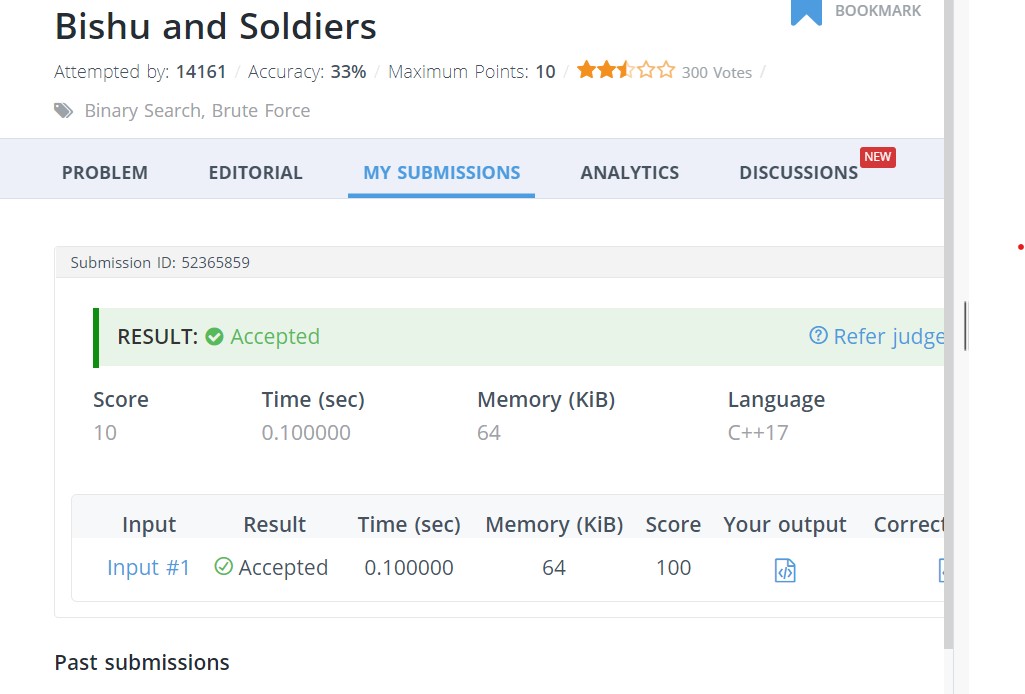 Bishu and Soldiers
BOOKMARK
Attempted by: 14161 / Accuracy: 33% / Maximum Points: 10 / 300 Votes /
Binary Search, Brute Force
PROBLEM EDITORIAL MY SUBMISSIONS ANALYTICS DISCUSSIONS NEW
Submission ID: 52365859
RESULT: Accepted Refer judge
Score Time (sec) Memory (KiB) Language
10 0.100000 64 C++17
Input Result Time (sec) Memory (KiB) Score Your output Correct
Input #1 Accepted 0.100000 64 100
Past submissions